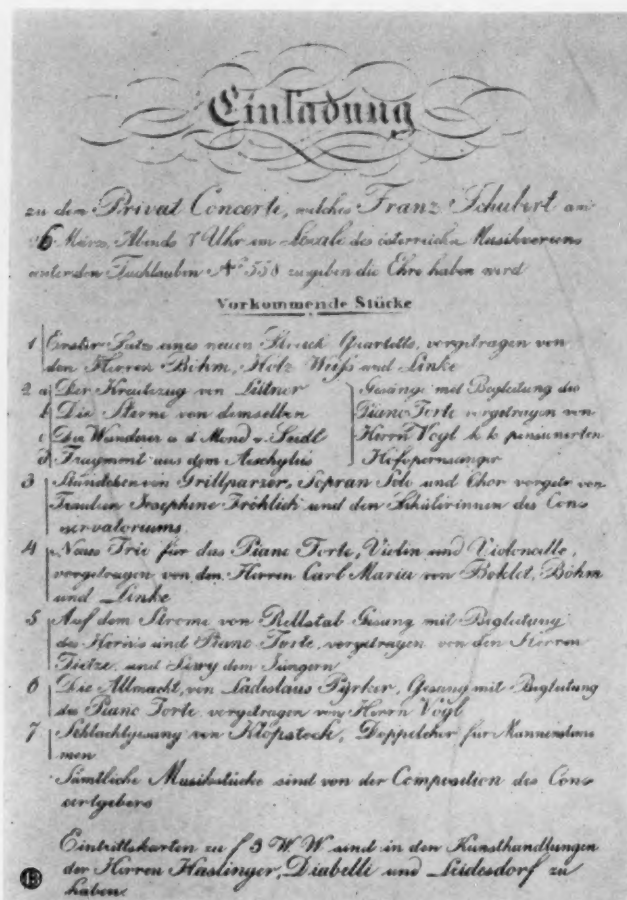 Einladung
zu dem Privat Concerte, welches Franz Schubert am
26 März, Abends 7 Uhr im Locale des österreich. Musikvereins
unter den Tuchlauben Nº 558 zu geben die Ehre haben wird
Vorkommende Stücke
1 Erster Satz eines neuen Streich Quartetts, vorgetragen von
den Herren Böhm, Holz Weiß und Linke
2 a Der Kreutzzug von Leitner
b Die Sterne von demselben
c Der Wanderer a. d. Mond v. Seidl
d Fragment aus dem Aeschylus
Gesänge mit Begleitung des
Piano Forte vorgetragen von
Herrn Vogl k. k. pensionirten
Hofopernsänger
3 Ständchen von Grillparzer, Sopran Solo und Chor vorgetr. von
Fräulein Josephine Fröhlich und den Schülerinnen des Con-
servatoriums
4 Neues Trio für das Piano Forte, Violin und Violoncelle,
vorgetragen von den Herren Carl Maria von Boklet, Böhm
und Linke
5 Auf dem Strome von Rellstab Gesang mit Begleitung
des Horn's und Piano Forte, vorgetragen von den Herren
Tietze, und Lewy dem Jüngern
6 Die Allmacht, von Ladislaus Pyrker, Gesang mit Begleitung
des Piano Forte, vorgetragen von Herrn Vogl
7 Schlachtgesang von Klopstock, Doppelchor für Männerstim-
men
Sämtliche Musikstücke sind von der Composition des Con-
certgebers
Eintrittskarten zu f 3 W. W. sind in den Kunsthandlungen
der Herren Haslinger, Diabelli und Leidesdorf zu
haben.
13